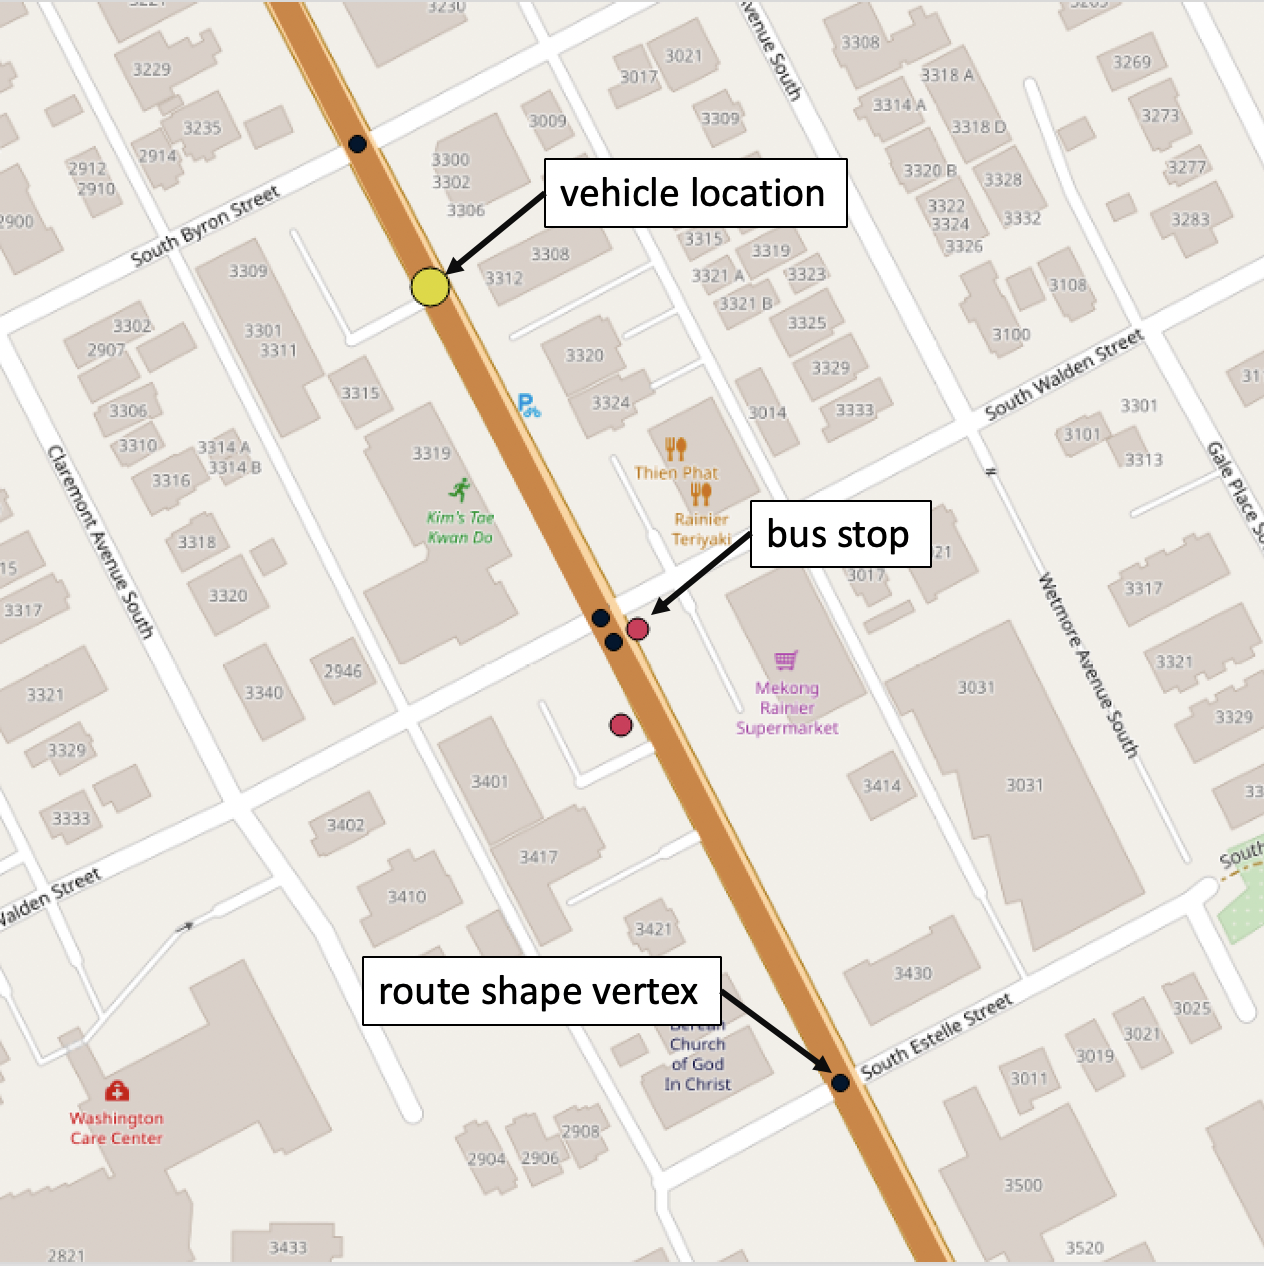 3230
3229
3235
2914
2912
2910
2900
South Byron Street
3021
3017
3009
3309
Avenue South
3308
3318 A
3314 A
3318 D
3320 B
3328
3322
3324
3326
3332
3269
3273
3277
3283
3300
3302
3306
vehicle location
3308
3312
3315
3319
3321 A
3323
3321 B
3325
3329
3333
3108
3100
3309
3301
3311
3302
2907
3306
3310
3314 A
3314 B
3316
3315
3319
3320
3324
3014
South Walden Street
3301
3101
3313
Kim's Tae
Kwan Do
Thien Phat
Rainier
Teriyaki
bus stop
3017
Claremont Avenue South
3318
3320
3317
3321
3340
2946
3329
3333
Mekong
Rainier
Supermarket
3031
3031
3414
Wetmore Avenue South
Gale Place
3317
3321
3329
3401
3402
3417
3410
3421
Walden Street
3430
route shape vertex
Berean
Church
of God
In Christ
South Estelle Street
South
3025
3021
3019
3011
Washington
Care Center
2904
2906
2908
3500
3520
3433
2821